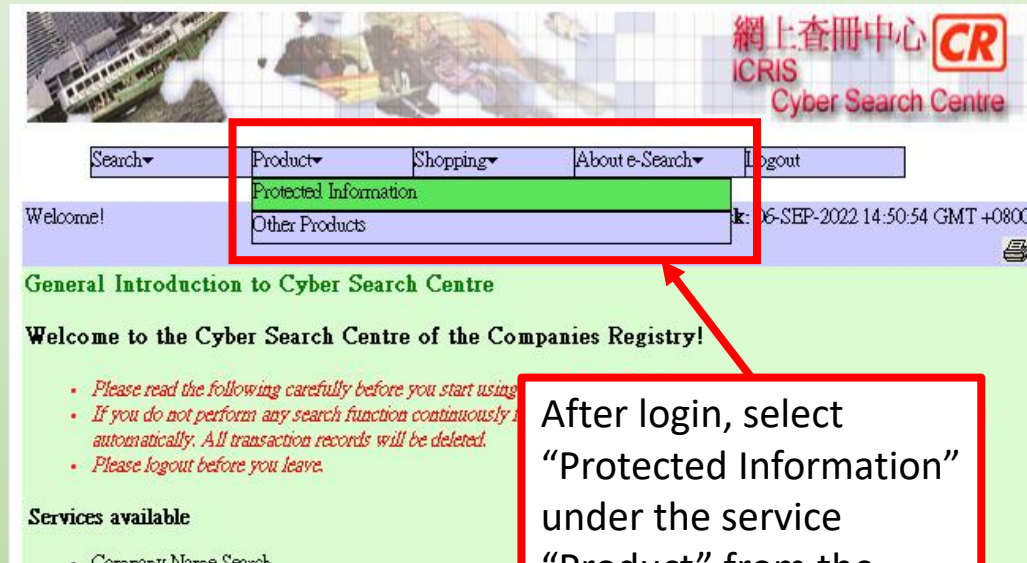 網上查冊中心 CR
ICRIS
Cyber Search Centre
Search▾ Product▾ Shopping▾ About e-Search▾ Logout
Protected Information
Other Products
Welcome! k: 06-SEP-2022 14:50:54 GMT +0800
General Introduction to Cyber Search Centre
Welcome to the Cyber Search Centre of the Companies Registry!
• Please read the following carefully before you start using
• If you do not perform any search function continuously
automatically. All transaction records will be deleted.
• Please logout before you leave.
Services available
• Company Name Search
After login, select
“Protected Information”
under the service
“Product” from the